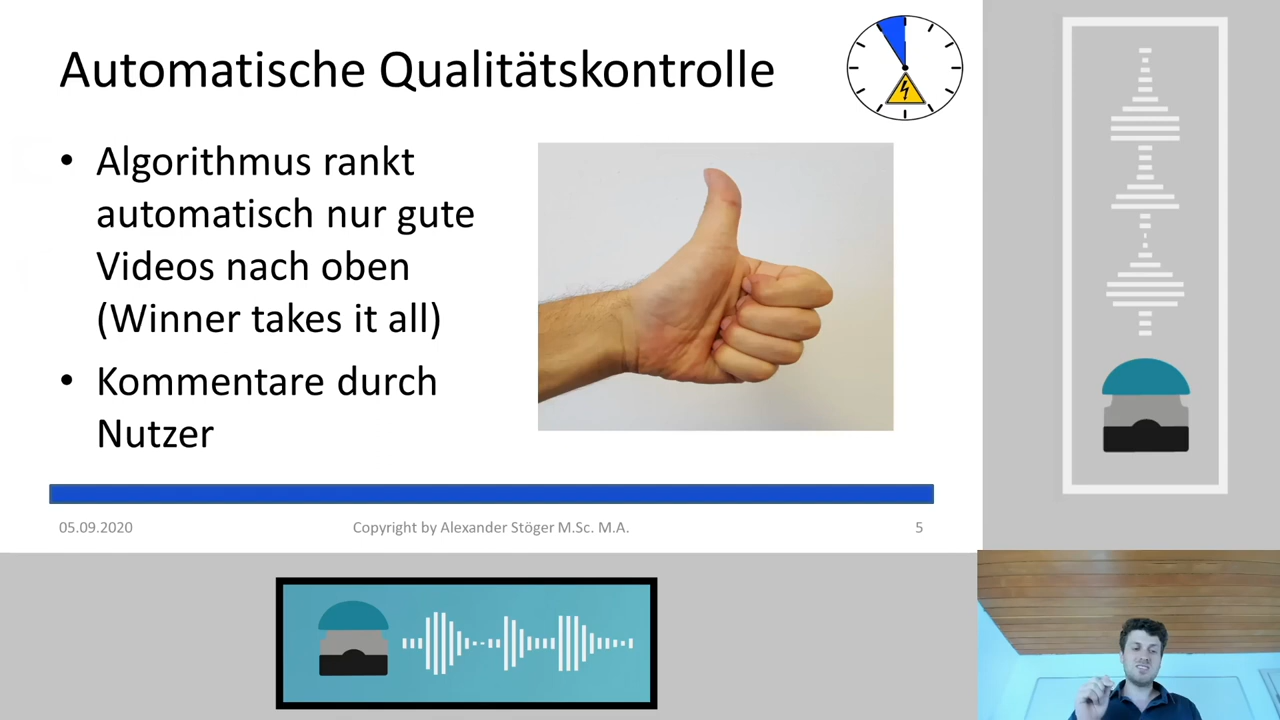 Automatische Qualitätskontrolle
• Algorithmus rankt
automatisch nur gute
Videos nach oben
(Winner takes it all)
• Kommentare durch
Nutzer
05.09.2020
Copyright by Alexander Stöger M.Sc. M.A.
5